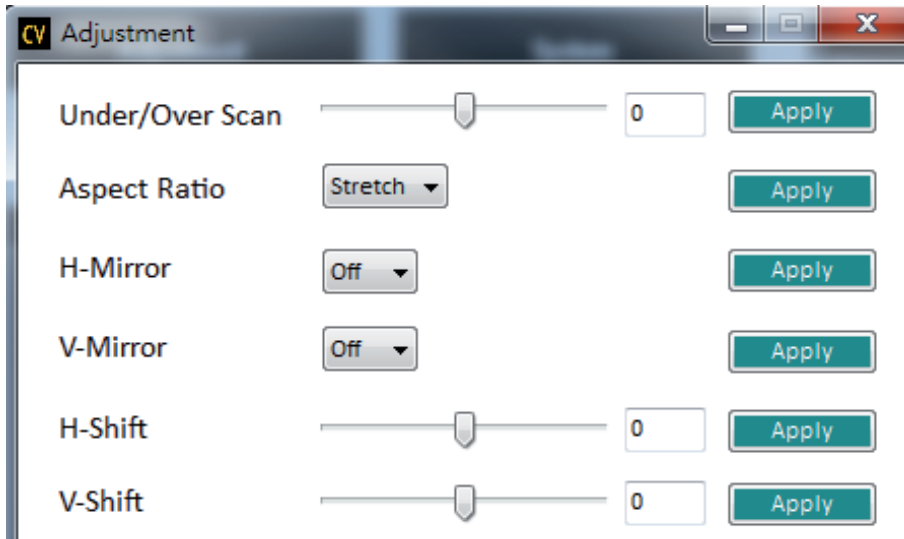 CV Adjustment
Under/Over Scan 0 Apply
Aspect Ratio Stretch Apply
H-Mirror Off Apply
V-Mirror Off Apply
H-Shift 0 Apply
V-Shift 0 Apply